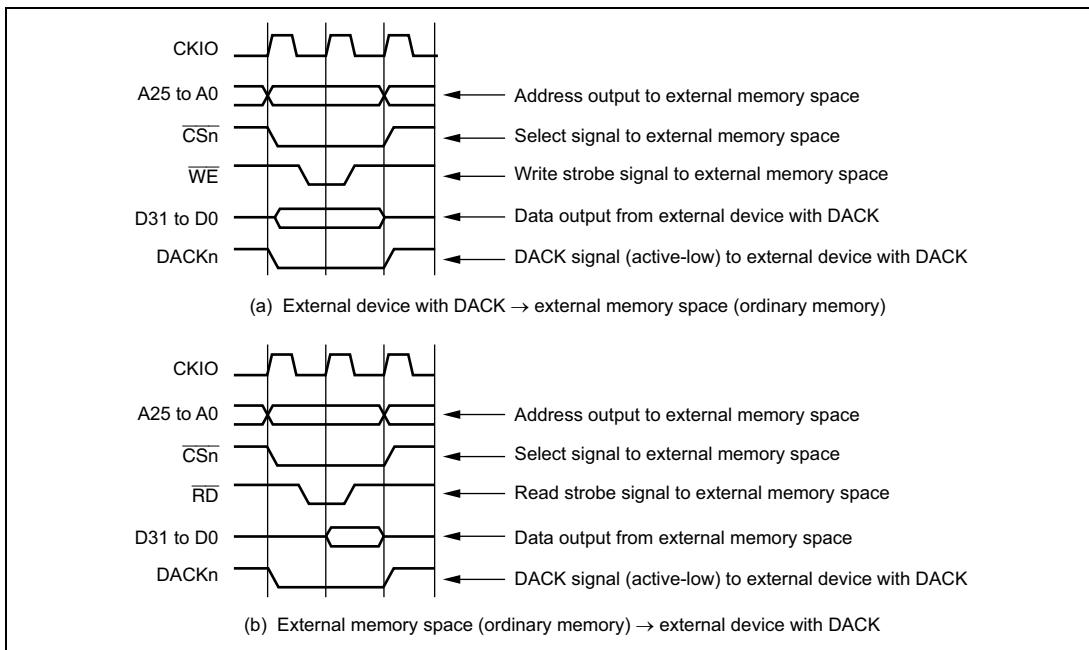 CKIO
A25 to A0 Address output to external memory space
CSn Select signal to external memory space
WE Write strobe signal to external memory space
D31 to D0 Data output from external device with DACK
DACKn DACK signal (active-low) to external device with DACK
(a) External device with DACK → external memory space (ordinary memory)
CKIO
A25 to A0 Address output to external memory space
CSn Select signal to external memory space
RD Read strobe signal to external memory space
D31 to D0 Data output from external memory space
DACKn DACK signal (active-low) to external device with DACK
(b) External memory space (ordinary memory) → external device with DACK